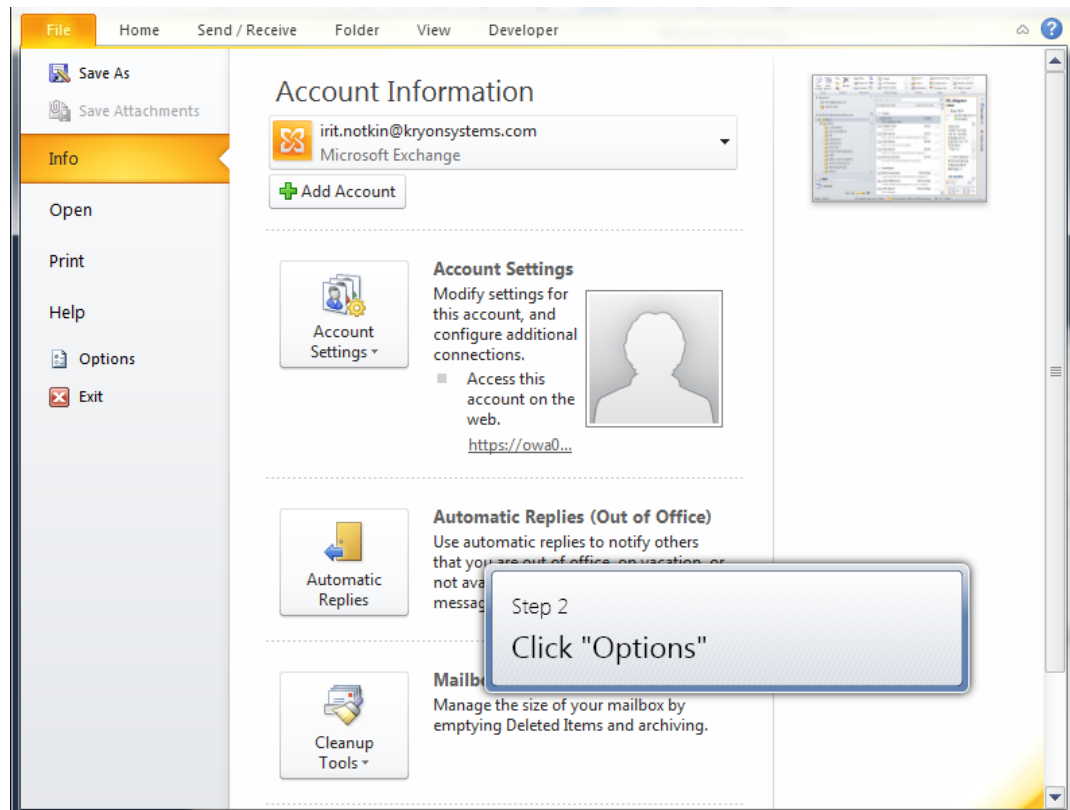 File Home Send / Receive Folder View Developer
Save As
Save Attachments
Info
Open
Print
Help
Options
Exit
Account Information
irit.notkin@kryonsystems.com
Microsoft Exchange
Add Account
Account
Settings
Account Settings
Modify settings for
this account, and
configure additional
connections.
Access this
account on the
web.
https://owa0...
Automatic
Replies
Automatic Replies (Out of Office)
Use automatic replies to notify others
that you are out of office, on vacation, or
not ava
messag
Step 2
Click "Options"
Cleanup
Tools
Mailb
Manage the size of your mailbox by
emptying Deleted Items and archiving.